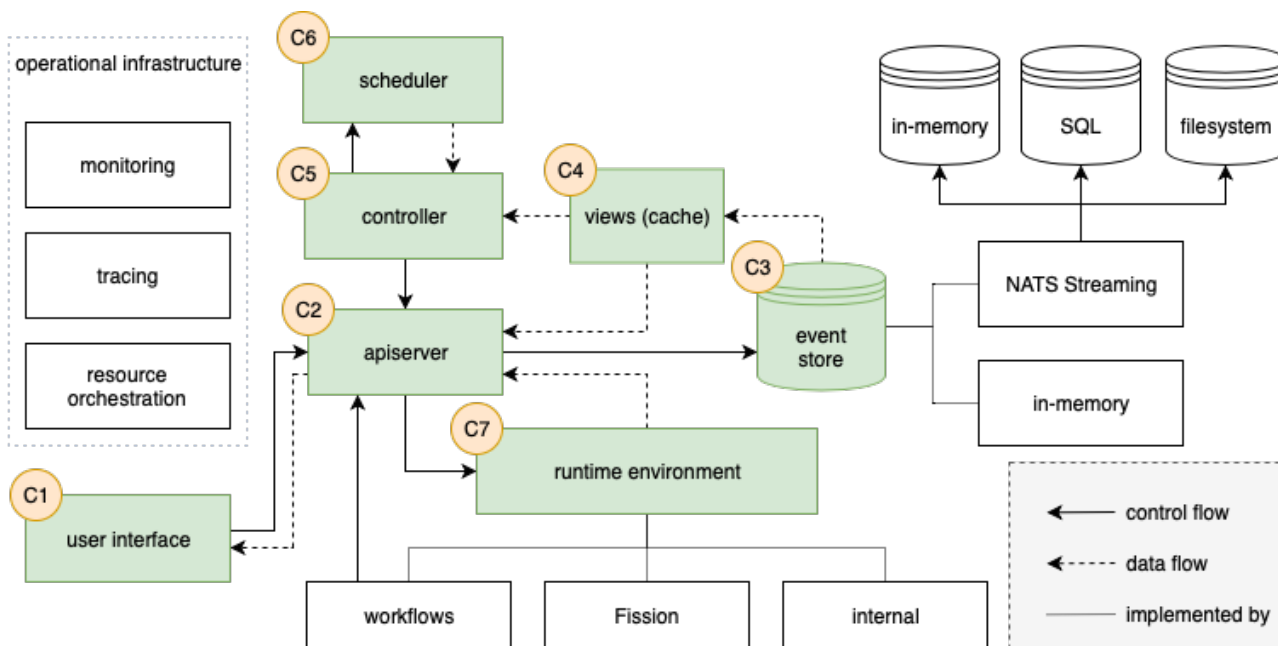 operational infrastructure
monitoring
tracing
resource
orchestration
C6
scheduler
C5
controller
C4
views (cache)
C3
event
store
C2
apiserver
C7
runtime environment
C1
user interface
workflows
Fission
internal
in-memory
SQL
filesystem
NATS Streaming
in-memory
control flow
data flow
implemented by